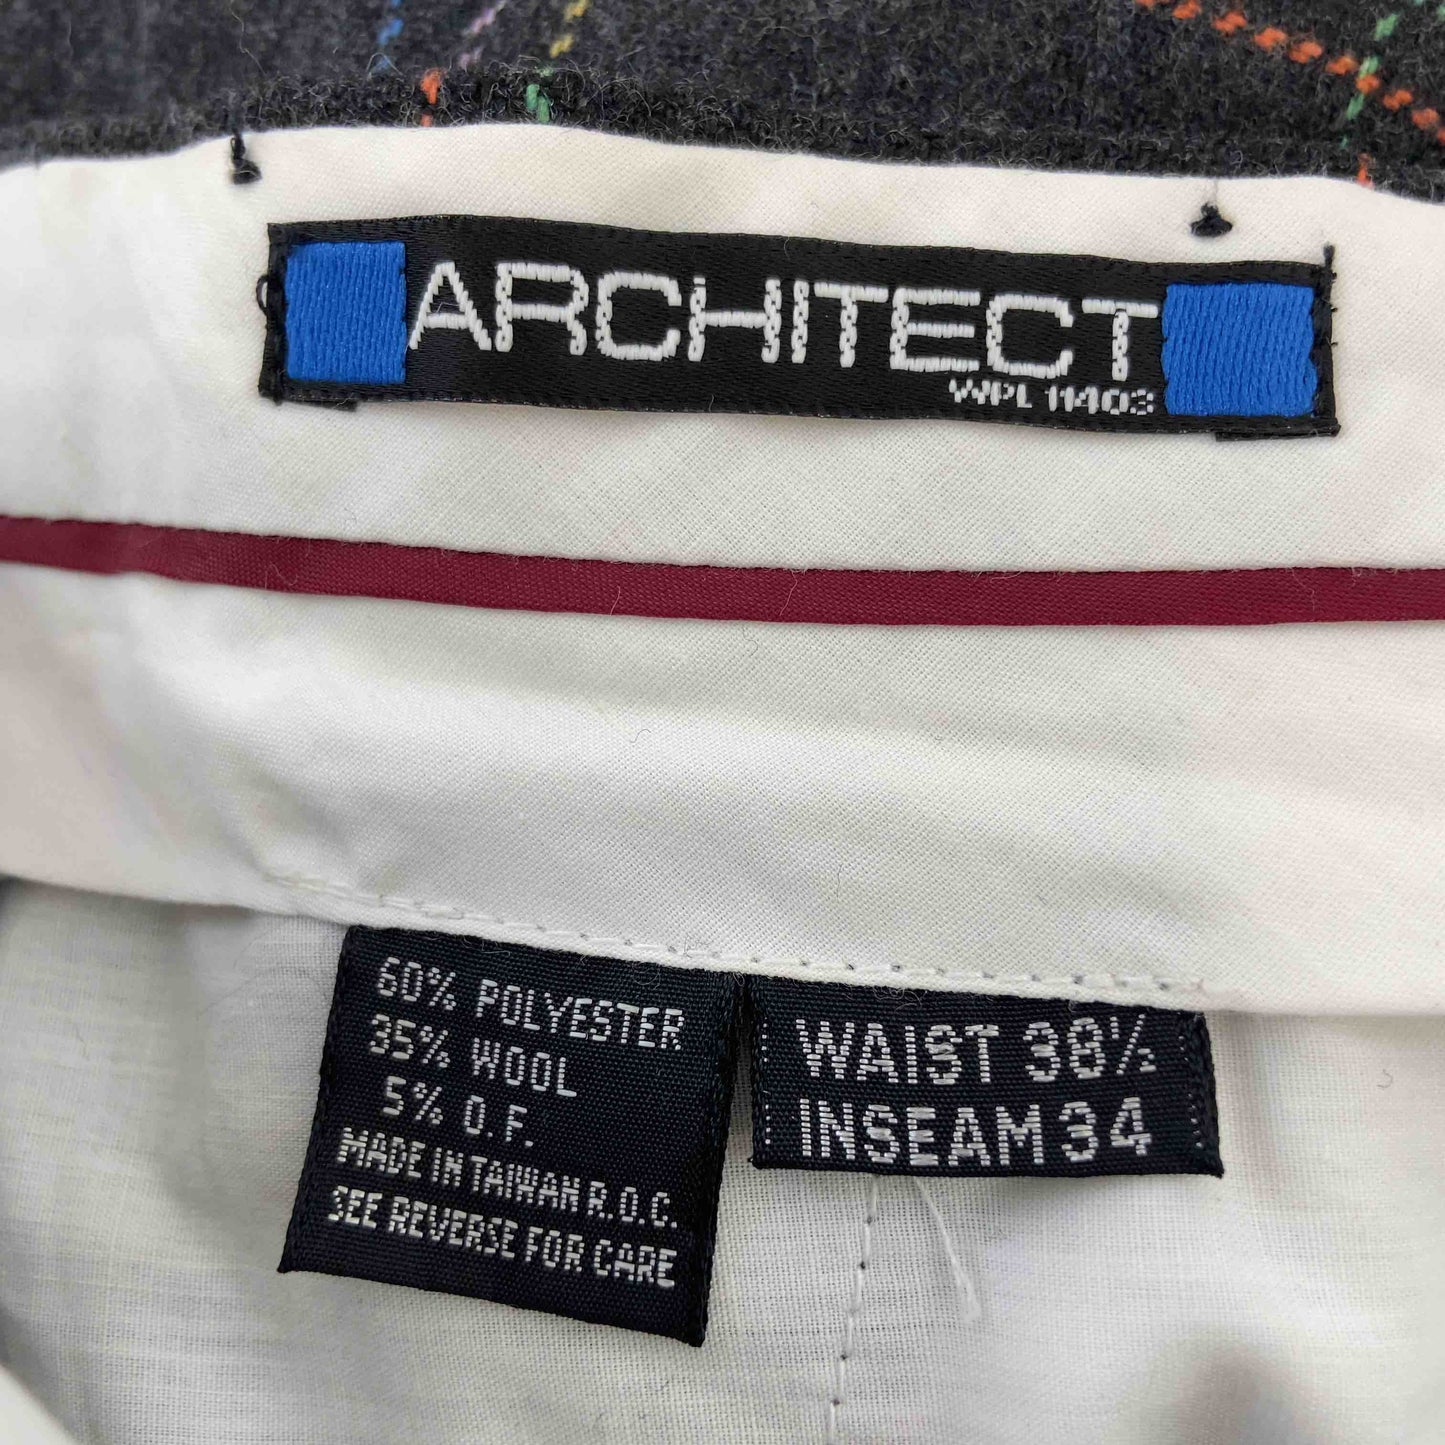 ARCHITECT
WPL 11403
60% POLYESTER
35% WOOL
5% O.F.
MADE IN TAIWAN R.O.C.
SEE REVERSE FOR CARE
WAIST 38½
INSEAM 34